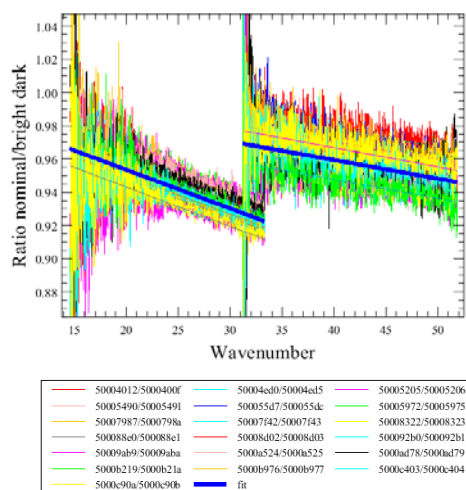 1.04
1.02
1.00
0.98
0.96
0.94
0.92
0.90
0.88
Ratio nominal/bright dark
15 20 25 30 35 40 45 50
Wavenumber
50004012/5000400f 50004ed0/50004ed5 50005205/50005206
50005490/50005491 500055d7/500055dc 50005972/50005975
50007987/5000798a 50007f42/50007f43 50008322/50008323
500088e0/500088e1 50008d02/50008d03 500092b0/500092b1
50009ab9/50009aba 5000a524/5000a525 5000ad78/5000ad79
5000b219/5000b21a 5000b976/5000b977 5000c403/5000c404
5000c90a/5000c90b fit